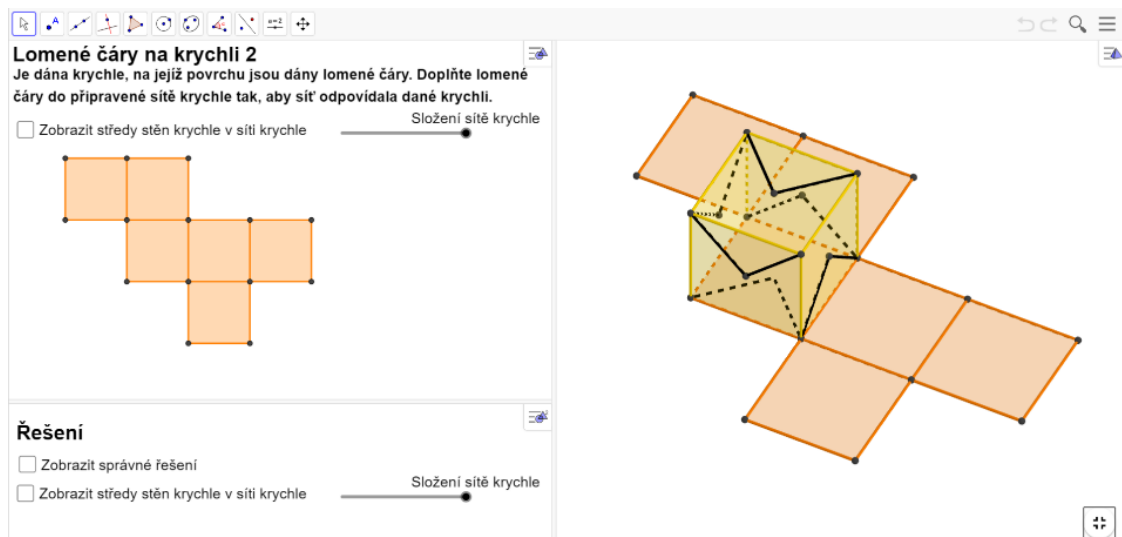 Lomené čáry na krychli 2
Je dána krychle, na jejíž povrchu jsou dány lomené čáry. Doplňte lomené
čáry do připravené sítě krychle tak, aby síť odpovídala dané krychli.
Složení sítě krychle
Zobrazit středy stěn krychle v síti krychle
Řešení
Zobrazit správné řešení
Složení sítě krychle
Zobrazit středy stěn krychle v síti krychle